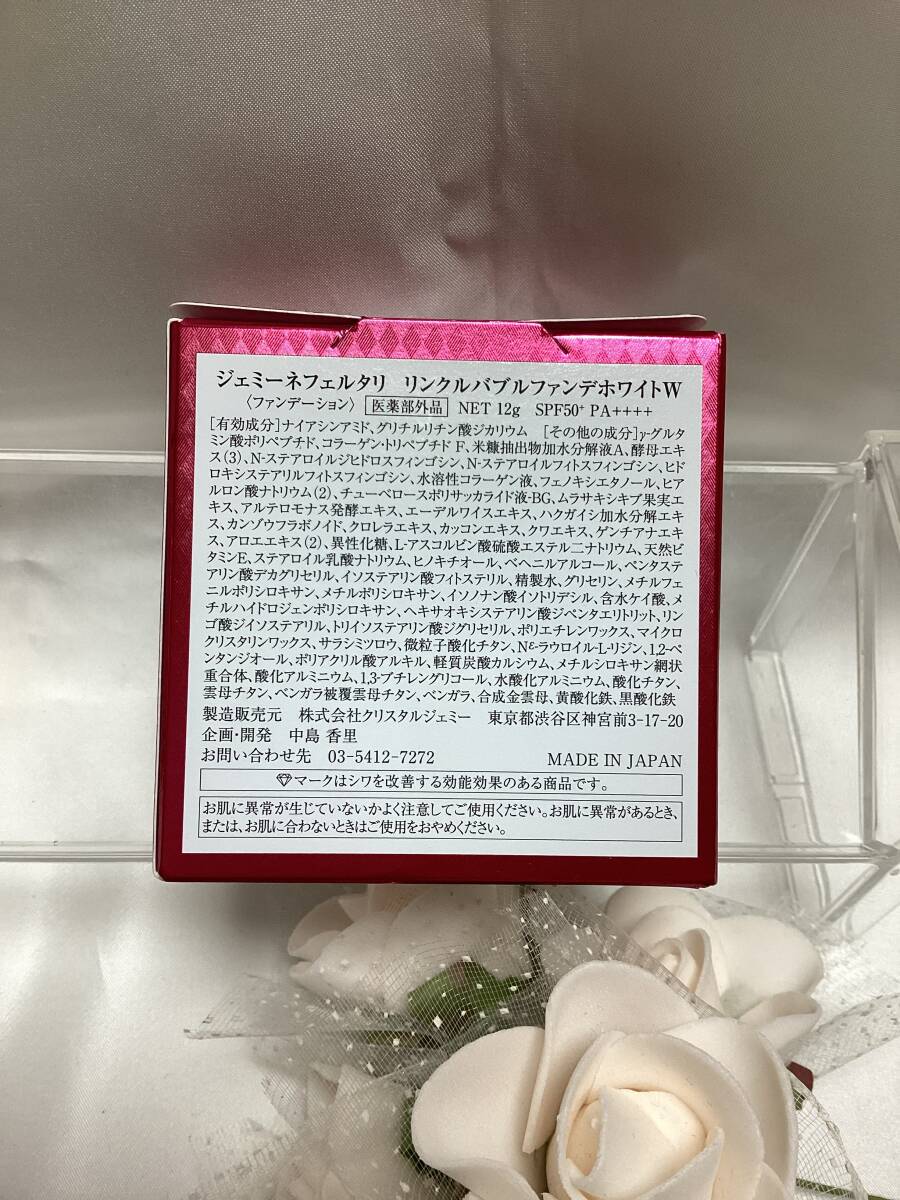 ジェミーネフェルタリ リンクルバブルファンデホワイトW
〈ファンデーション〉 医薬部外品 NET 12g SPF50⁺ PA++++
[有効成分]ナイアシンアミド、グリチルリチン酸ジカリウム [その他の成分]γ-グルタ
ミン酸ポリペプチド、コラーゲン・トリペプチド F、米糠抽出物加水分解液A、酵母エキ
ス(3)、N-ステアロイルジヒドロスフィンゴシン、N-ステアロイルフィトスフィンゴシン、ヒド
ロキシステアリルフィトスフィンゴシン、水溶性コラーゲン液、フェノキシエタノール、ヒア
ルロン酸ナトリウム(2)、チューベロースポリサッカライド液-BG、ムラサキシキブ果実エ
キス、アルテロモナス発酵エキス、エーデルワイスエキス、ハクガイシ加水分解エキ
ス、カンゾウフラボノイド、クロレラエキス、カッコンエキス、クワエキス、ゲンチアナエキ
ス、アロエエキス(2)、異性化糖、L-アスコルビン酸硫酸エステル二ナトリウム、天然ビ
タミンE、ステアロイル乳酸ナトリウム、ヒノキチオール、ベヘニルアルコール、ペンタステ
アリン酸デカグリセリル、イソステアリン酸フィトステリル、精製水、グリセリン、メチルフェ
ニルポリシロキサン、メチルポリシロキサン、イソノナン酸イソトリデシル、含水ケイ酸、メ
チルハイドロジェンポリシロキサン、ヘキサオキシステアリン酸ジペンタエリトリット、リン
ゴ酸ジイソステアリル、トリイソステアリン酸ジグリセリル、ポリエチレンワックス、マイクロ
クリスタリンワックス、サラシミツロウ、微粒子酸化チタン、Nε-ラウロイル-L-リジン、1,2-ペ
ンタンジオール、ポリアクリル酸アルキル、軽質炭酸カルシウム、メチルシロキサン網状
重合体、酸化アルミニウム、1,3-ブチレングリコール、水酸化アルミニウム、酸化チタン、
雲母チタン、ベンガラ被覆雲母チタン、ベンガラ、合成金雲母、黄酸化鉄、黒酸化鉄
製造販売元 株式会社クリスタルジェミー 東京都渋谷区神宮前3-17-20
企画・開発 中島 香里
お問い合わせ先 03-5412-7272 MADE IN JAPAN
マークはシワを改善する効能効果のある商品です。
お肌に異常が生じていないかよく注意してご使用ください。お肌に異常があるとき、
または、お肌に合わないときはご使用をおやめください。